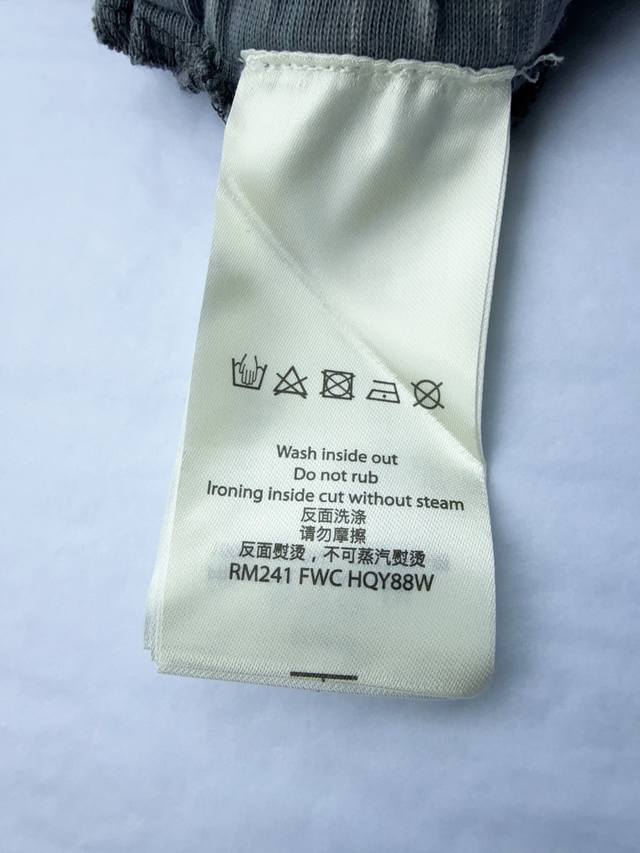 Wash inside out
Do not rub
Ironing inside cut without steam
反面洗涤
请勿摩擦
反面熨烫，不可蒸汽熨烫
RM241 FWC HQY88W